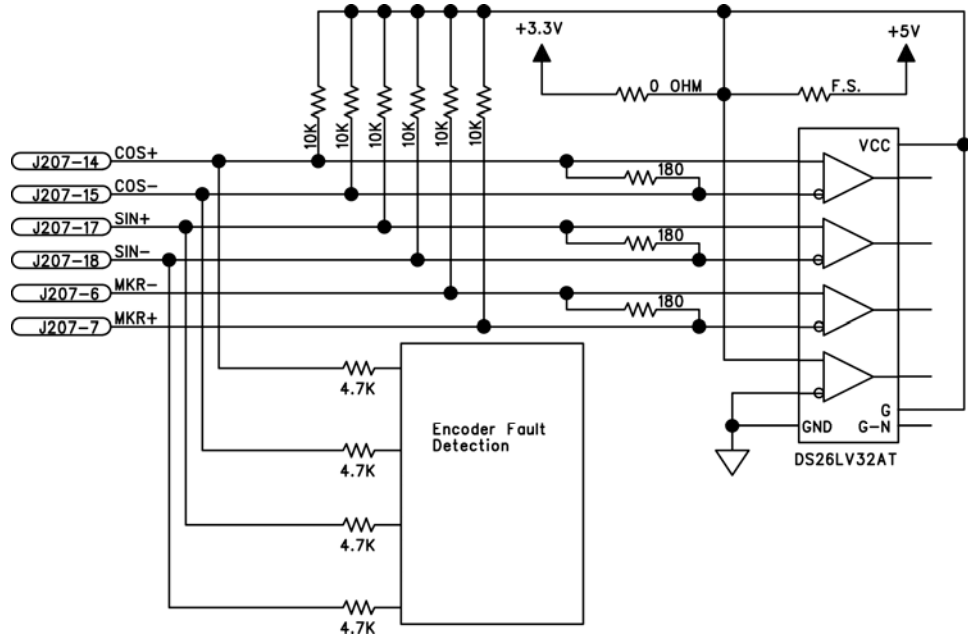 +3.3V
+5V
0 OHM
F.S.
10K
10K
10K
10K
10K
10K
J207-14
COS+
J207-15
COS-
J207-17
SIN+
J207-18
SIN-
J207-6
MKR-
J207-7
MKR+
180
180
180
VCC
G
GND
G-N
DS26LV32AT
4.7K
4.7K
4.7K
4.7K
Encoder Fault
Detection